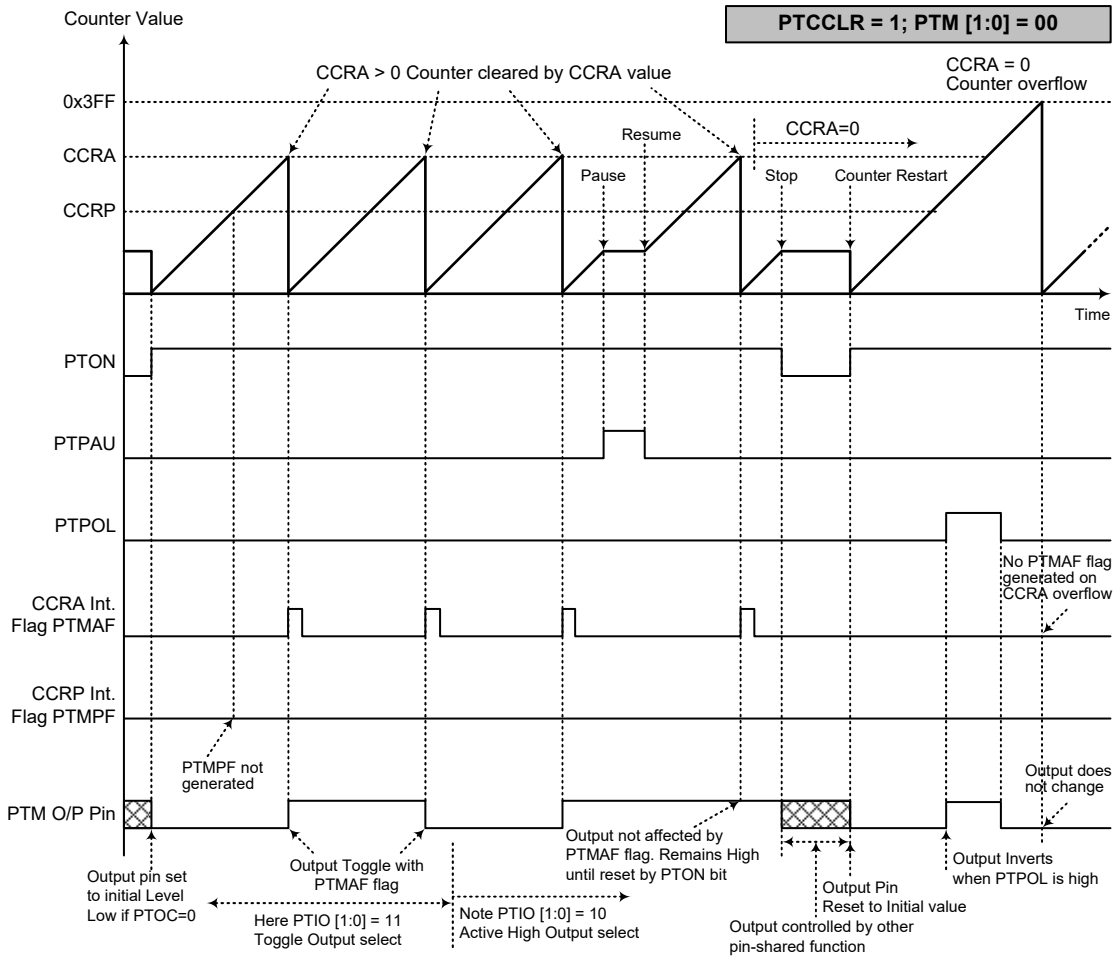 Counter Value
PTCCLR = 1; PTM [1:0] = 00
CCRA > 0 Counter cleared by CCRA value
CCRA = 0
Counter overflow
0x3FF
Resume
CCRA=0
CCRA
Pause
Stop
Counter Restart
CCRP
Time
PTON
PTPAU
PTPOL
No PTMAF flag
generated on
CCRA overflow
CCRA Int.
Flag PTMAF
CCRP Int.
Flag PTMPF
PTMPF not
generated
Output does
not change
PTM O/P Pin
Output pin set
to initial Level
Low if PTOC=0
Output Toggle with
PTMAF flag
Output not affected by
PTMAF flag. Remains High
until reset by PTON bit
Output Inverts
when PTPOL is high
Output Pin
Reset to Initial value
Here PTIO [1:0] = 11
Toggle Output select
Note PTIO [1:0] = 10
Active High Output select
Output controlled by other
pin-shared function